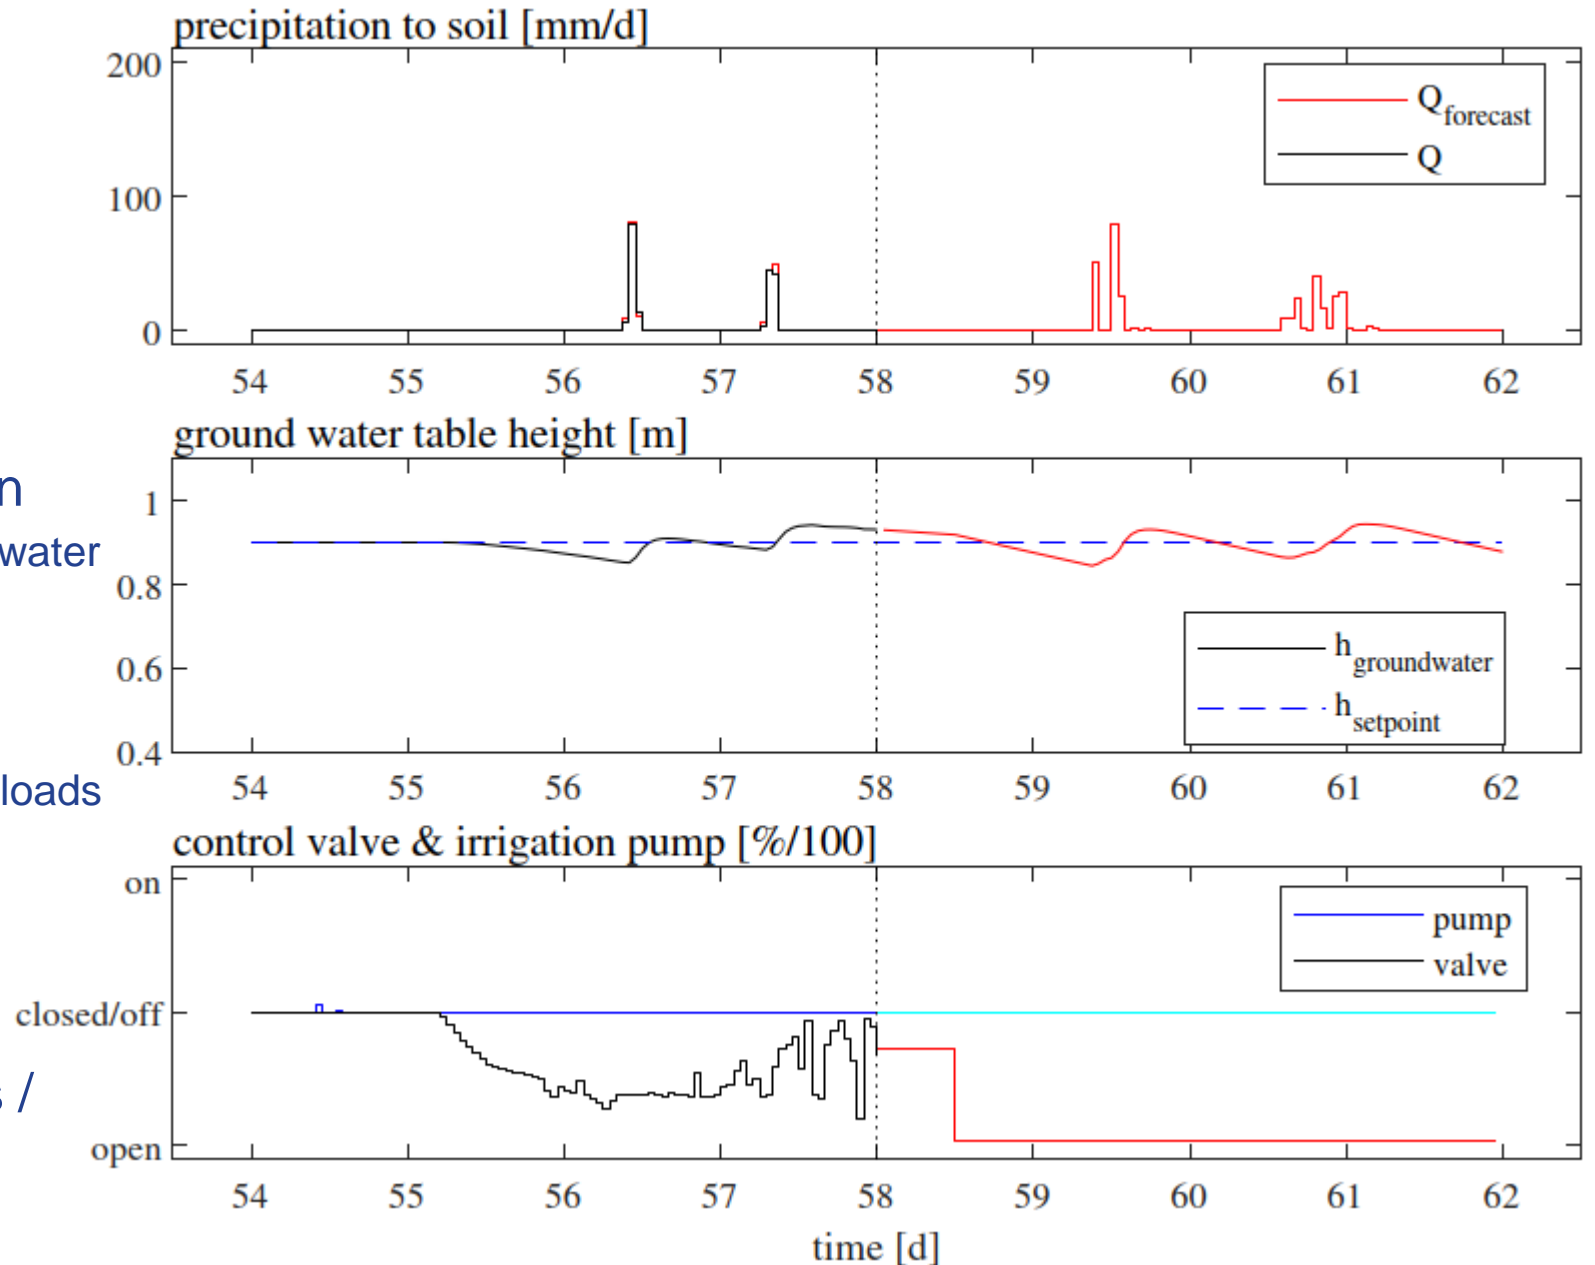 precipitation to soil [mm/d]
200
100
0
Q forecast
Q
54 55 56 57 58 59 60 61 62
ground water table height [m]
n
water
1
0.8
0.6
0.4
h groundwater
h setpoint
loads
54 55 56 57 58 59 60 61 62
control valve & irrigation pump [%/100]
on
closed/off
open
pump
valve
s /
54 55 56 57 58 59 60 61 62
time [d]